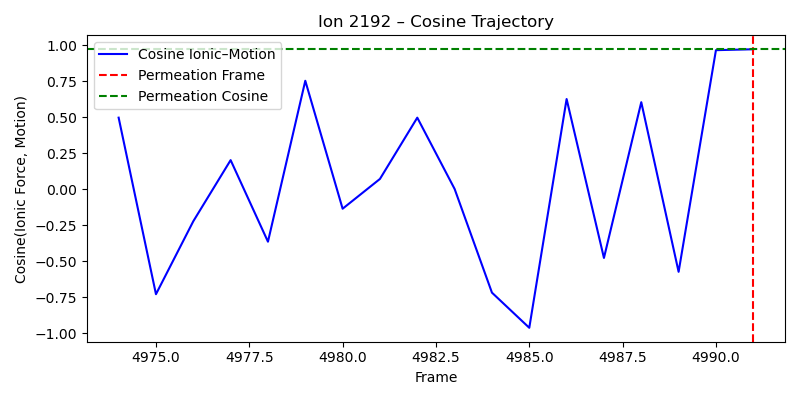 Ion 2192 – Cosine Trajectory
Cosine Ionic–Motion
Permeation Frame
Permeation Cosine
Cosine(Ionic Force, Motion)
1.00
0.75
0.50
0.25
0.00
−0.25
−0.50
−0.75
−1.00
4975.0 4977.5 4980.0 4982.5 4985.0 4987.5 4990.0
Frame